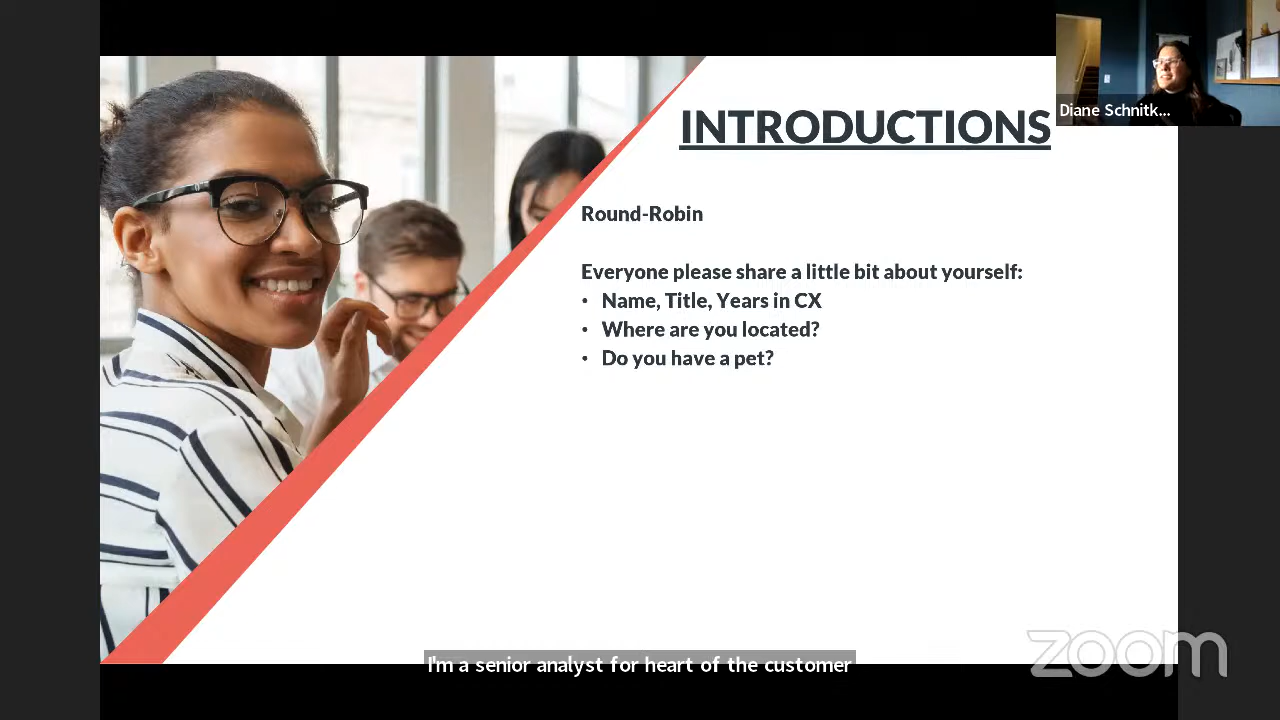 INTRODUCTIONS
Diane Schnitk...
Round-Robin
Everyone please share a little bit about yourself:
• Name, Title, Years in CX
• Where are you located?
• Do you have a pet?
I'm a senior analyst for heart of the customer
zoom